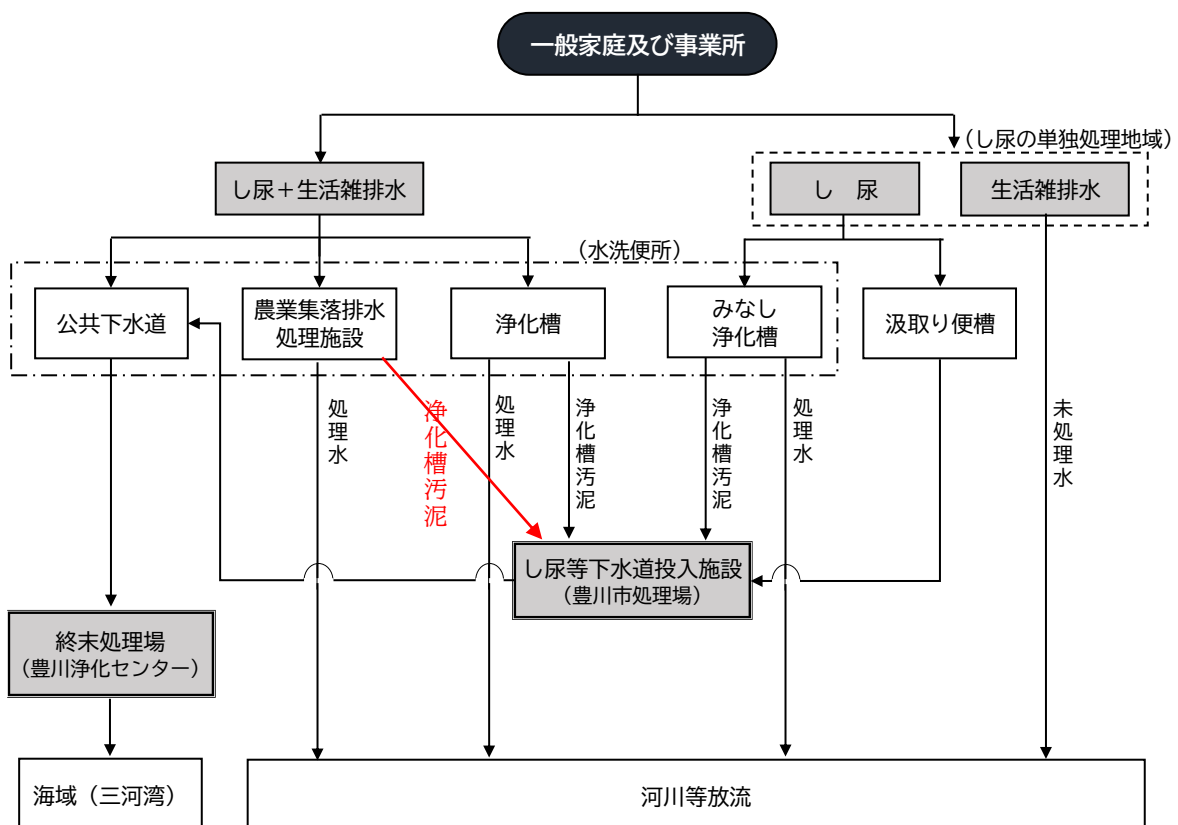 一般家庭及び事業所
（し尿の単独処理地域）
し尿＋生活雑排水
し　尿
生活雑排水
（水洗便所）
公共下水道
農業集落排水
処理施設
浄化槽
みなし
浄化槽
汲取り便槽
処理水
浄化槽汚泥
処理水
浄化槽汚泥
浄化槽汚泥
処理水
未処理水
し尿等下水道投入施設
（豊川市処理場）
終末処理場
（豊川浄化センター）
海域（三河湾）
河川等放流